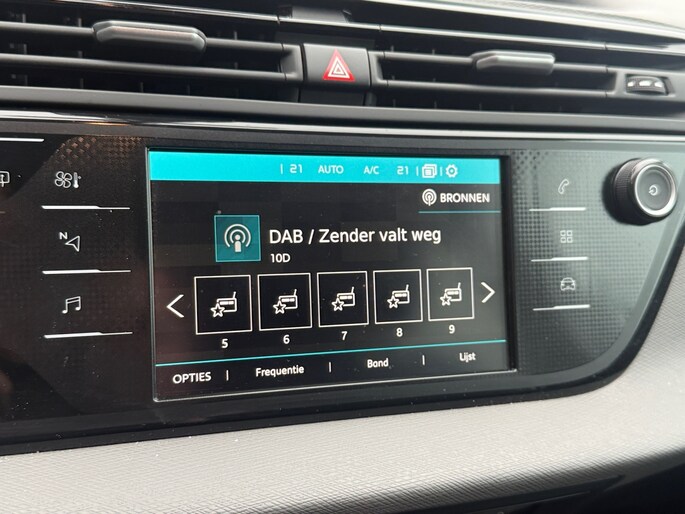 21 AUTO A/C 21
BRONNEN
DAB / Zender valt weg
10D
5 6 7 8 9
OPTIES Frequentie Band Lijst
N